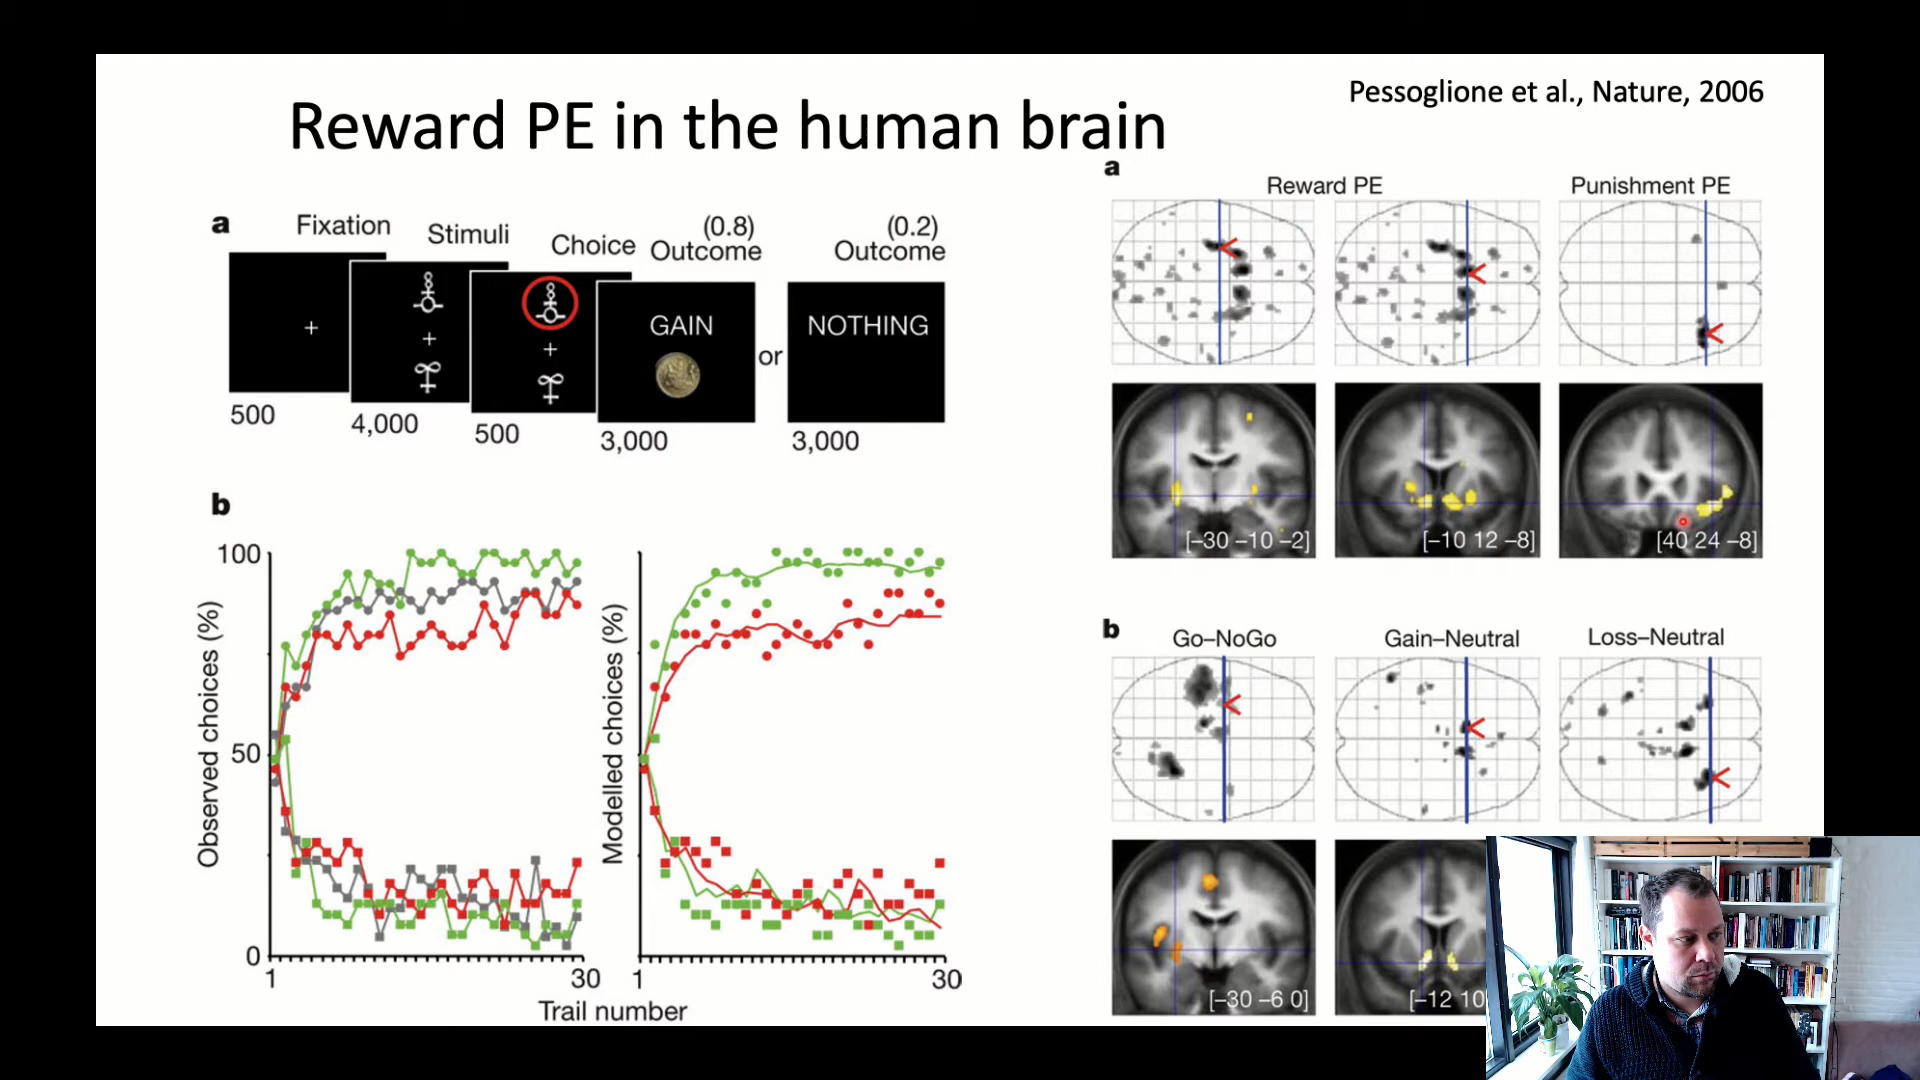 Pessoglione et al., Nature, 2006
Reward PE in the human brain
a
Fixation
Stimuli
Choice
(0.8)
Outcome
(0.2)
Outcome
+
+
+
GAIN
or
NOTHING
500
4,000
500
3,000
3,000
b
Observed choices (%)
100
50
0
1
30
Modelled choices (%)
1
30
Trail number
a
Reward PE
Punishment PE
[–30 –10 –2]
[–10 12 –8]
[40 24 –8]
b
Go–NoGo
Gain–Neutral
Loss–Neutral
[–30 –6 0]
[–12 10